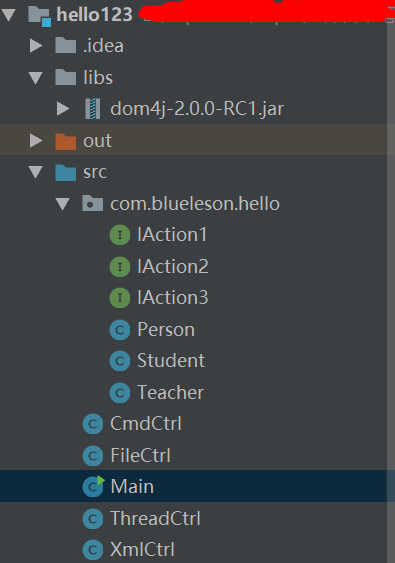 hello123
.idea
libs
dom4j-2.0.0-RC1.jar
out
src
com.blueleson.hello
I IAction1
I IAction2
I IAction3
C Person
C Student
C Teacher
C CmdCtrl
C FileCtrl
C Main
C ThreadCtrl
C XmlCtrl